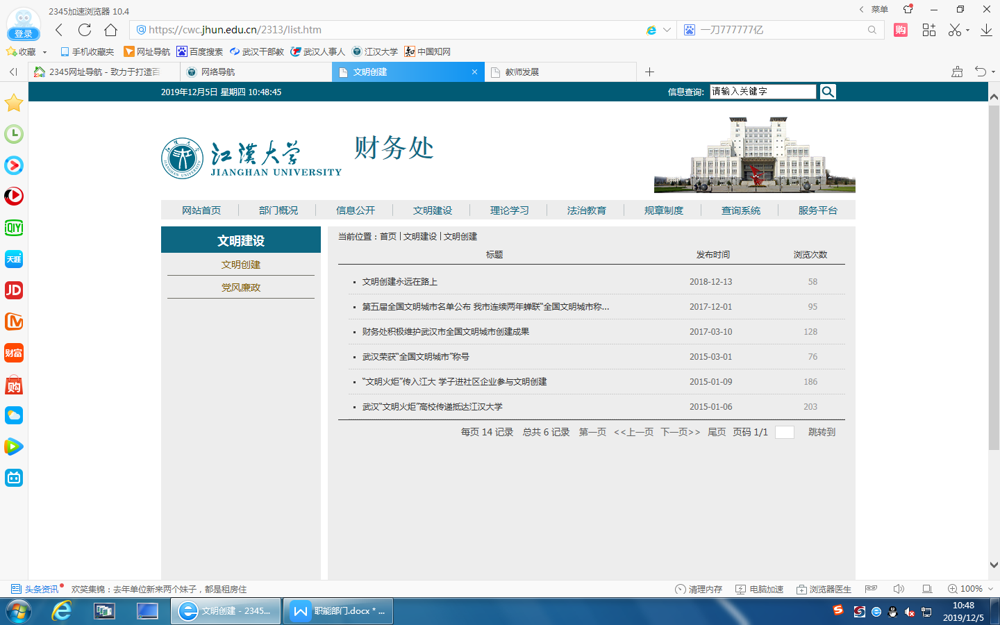 2345加速浏览器 10.4
菜单
登录
https://cwc.jhun.edu.cn/2313/list.htm
一刀777777亿
购
收藏
手机收藏夹
网址导航
百度搜索
武汉干部教
武汉人事人
江汉大学
中国知网
2345网址导航 - 致力于打造百
网络导航
文明创建
教师发展
2019年12月5日 星期四 10:48:45
信息查询:
请输入关键字
江汉大学
JIANGHAN UNIVERSITY
财务处
网站首页
部门概况
信息公开
文明建设
理论学习
法治教育
规章制度
查询系统
服务平台
文明建设
文明创建
党风廉政
当前位置：首页 | 文明建设 | 文明创建
标题 发布时间 浏览次数
文明创建永远在路上 2018-12-13 58
第五届全国文明城市名单公布 我市连续两年蝉联“全国文明城市称... 2017-12-01 95
财务处积极维护武汉市全国文明城市创建成果 2017-03-10 128
武汉荣获“全国文明城市”称号 2015-03-01 76
“文明火炬”传入江大 学子进社区企业参与文明创建 2015-01-09 186
武汉“文明火炬”高校传递抵达江汉大学 2015-01-06 203
每页 14 记录 总共 6 记录 第一页 <<上一页 下一页>> 尾页 页码 1/1 跳转到
iQIYI
天涯
JD
财富
购
头条资讯
欢笑集锦：去年单位新来两个妹子，都是租房住
清理内存
电脑加速
浏览器医生
100%
文明创建 - 2345...
职能部门.docx * ...
10:48
2019/12/5